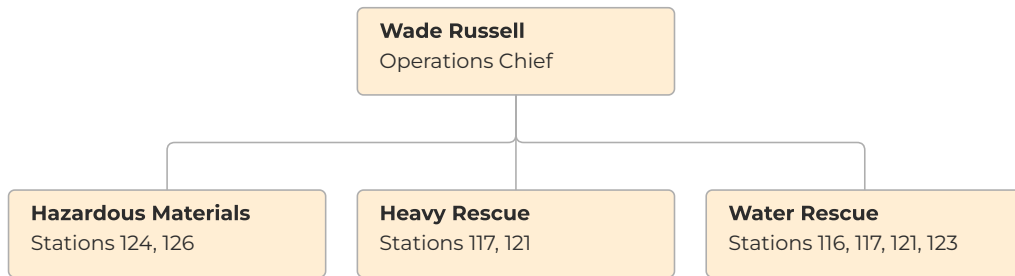 Wade Russell
Operations Chief
Hazardous Materials
Stations 124, 126
Heavy Rescue
Stations 117, 121
Water Rescue
Stations 116, 117, 121, 123